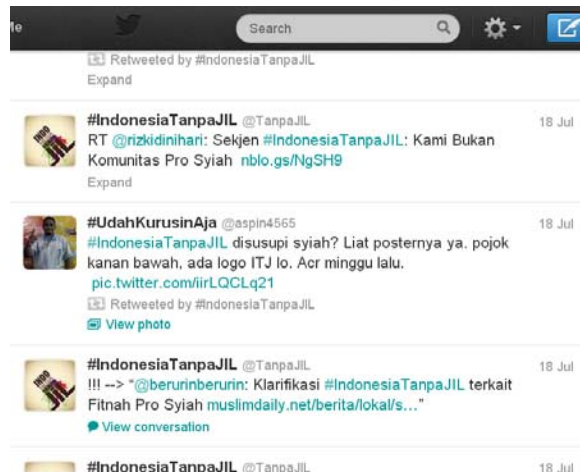 Me
Search
Retweeted by #IndonesiaTanpaJIL
Expand
#IndonesiaTanpaJIL @TanpaJIL 18 Jul
RT @rizkidinihari: Sekjen #IndonesiaTanpaJIL: Kami Bukan
Komunitas Pro Syiah nblo.gs/NgSH9
Expand
#UdahKurusinAja @aspin4565 18 Jul
#IndonesiaTanpaJIL disusupi syiah? Liat posternya ya. pojok
kanan bawah, ada logo ITJ lo. Acr minggu lalu.
pic.twitter.com/iirLQCLq21
Retweeted by #IndonesiaTanpaJIL
View photo
#IndonesiaTanpaJIL @TanpaJIL 18 Jul
!!! --> "@berurinberurin: Klarifikasi #IndonesiaTanpaJIL terkait
Fitnah Pro Syiah muslimdaily.net/berita/lokal/s…"
View conversation
#IndonesiaTanpaJIL @TanpaJIL 18 Jul